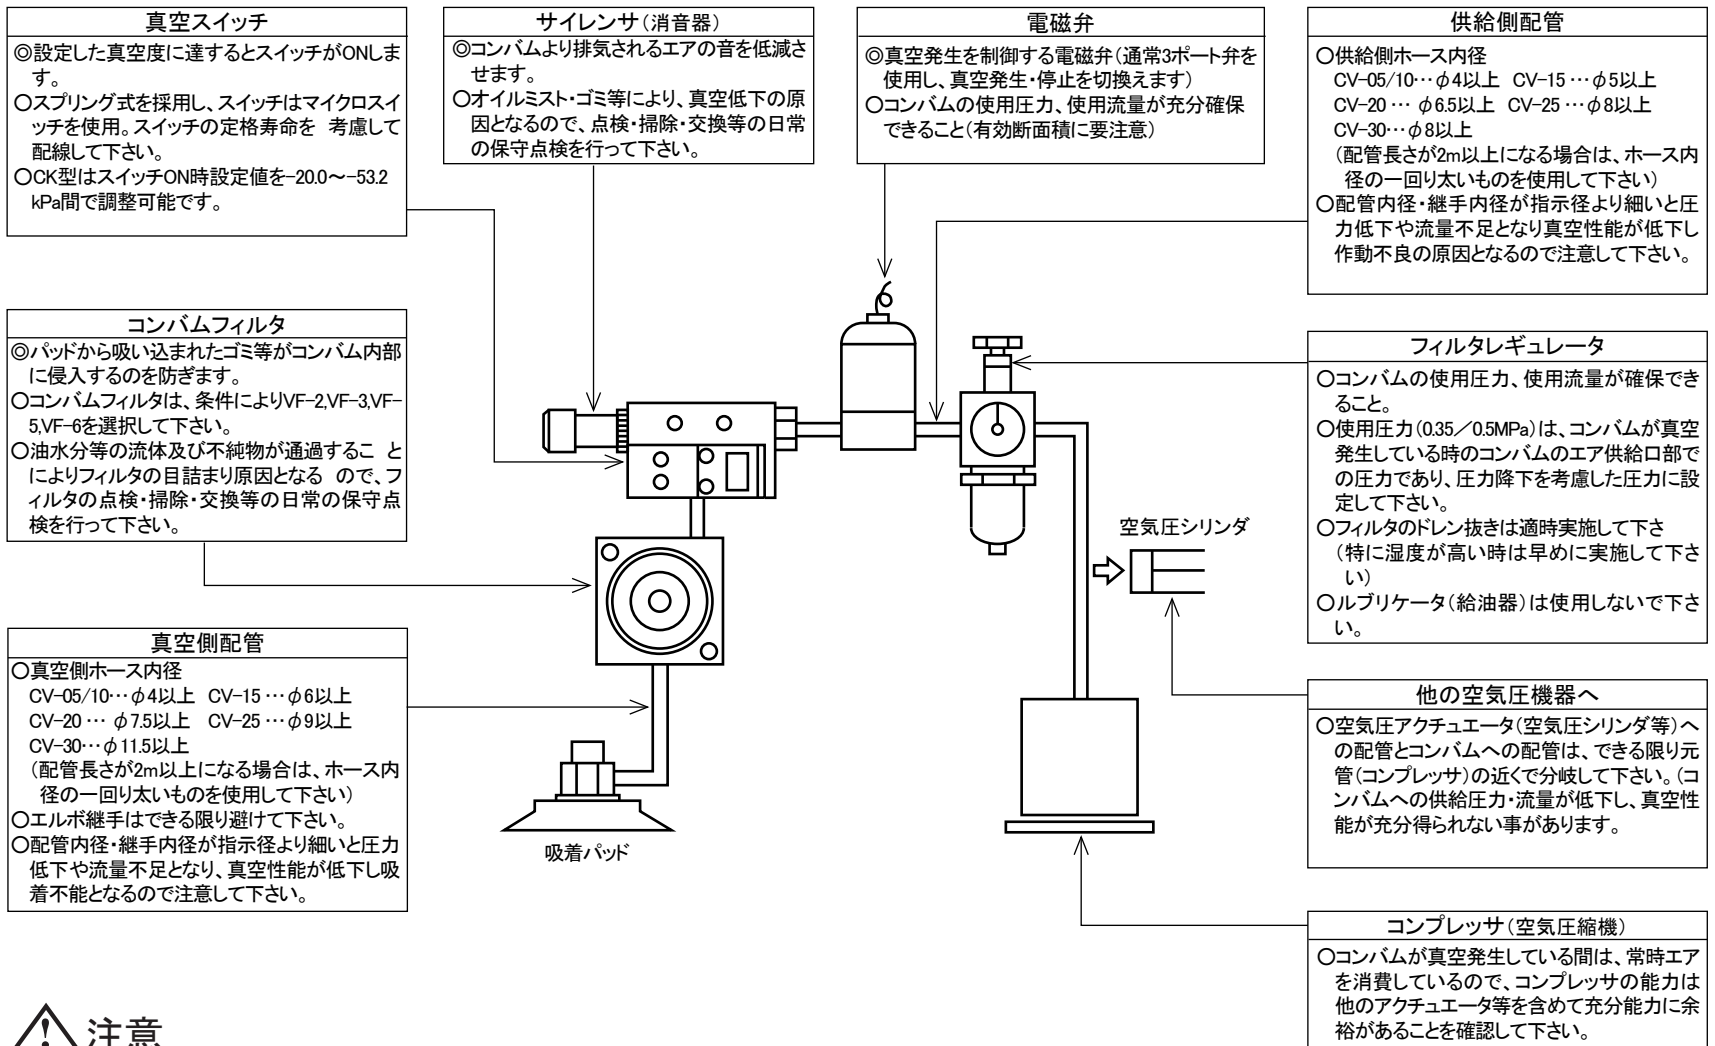 真空スイッチ
◎設定した真空度に達するとスイッチがONしま
す。
○スプリング式を採用し、スイッチはマイクロスイ
ッチを使用。スイッチの定格寿命を 考慮して
配線して下さい。
○CK型はスイッチON時設定値を-20.0～-53.2
kPa間で調整可能です。
サイレンサ（消音器）
◎コンバムより排気されるエアの音を低減さ
せます。
○オイルミスト・ゴミ等により、真空低下の原
因となるので、点検・掃除・交換等の日常
の保守点検を行って下さい。
電磁弁
◎真空発生を制御する電磁弁（通常3ポート弁を
使用し、真空発生・停止を切換えます）
○コンバムの使用圧力、使用流量が充分確保
できること（有効断面積に要注意）
供給側配管
○供給側ホース内径
CV-05/10…φ4以上 CV-15 …φ5以上
CV-20 … φ6.5以上 CV-25 …φ8以上
CV-30…φ8以上
（配管長さが2m以上になる場合は、ホース内
径の一回り太いものを使用して下さい）
○配管内径・継手内径が指示径より細いと圧
力低下や流量不足となり真空性能が低下し
作動不良の原因となるので注意して下さい。
コンバムフィルタ
◎パッドから吸い込まれたゴミ等がコンバム内部
に侵入するのを防ぎます。
○コンバムフィルタは、条件によりVF-2,VF-3,VF-
5,VF-6を選択して下さい。
○油水分等の流体及び不純物が通過するこ と
によりフィルタの目詰まり原因となる ので、フ
ィルタの点検・掃除・交換等の日常の保守点
検を行って下さい。
フィルタレギュレータ
○コンバムの使用圧力、使用流量が確保でき
ること。
○使用圧力（0.35／0.5MPa）は、コンバムが真空
発生している時のコンバムのエア供給口部で
の圧力であり、圧力降下を考慮した圧力に設
定して下さい。
○フィルタのドレン抜きは適時実施して下さ
（特に湿度が高い時は早めに実施して下さ
い）
○ルブリケータ（給油器）は使用しないで下さ
い。
空気圧シリンダ
真空側配管
○真空側ホース内径
CV-05/10…φ4以上 CV-15 …φ6以上
CV-20 … φ7.5以上 CV-25 …φ9以上
CV-30…φ11.5以上
（配管長さが2m以上になる場合は、ホース内
径の一回り太いものを使用して下さい）
○エルボ継手はできる限り避けて下さい。
○配管内径・継手内径が指示径より細いと圧力
低下や流量不足となり、真空性能が低下し吸
着不能となるので注意して下さい。
吸着パッド
他の空気圧機器へ
○空気圧アクチュエータ（空気圧シリンダ等）へ
の配管とコンバムへの配管は、できる限り元
管（コンプレッサ）の近くで分岐して下さい。（コ
ンバムへの供給圧力・流量が低下し、真空性
能が充分得られない事があります。
コンプレッサ（空気圧縮機）
○コンバムが真空発生している間は、常時エア
を消費しているので、コンプレッサの能力は
他のアクチュエータ等を含めて充分能力に余
裕があることを確認して下さい。
注意